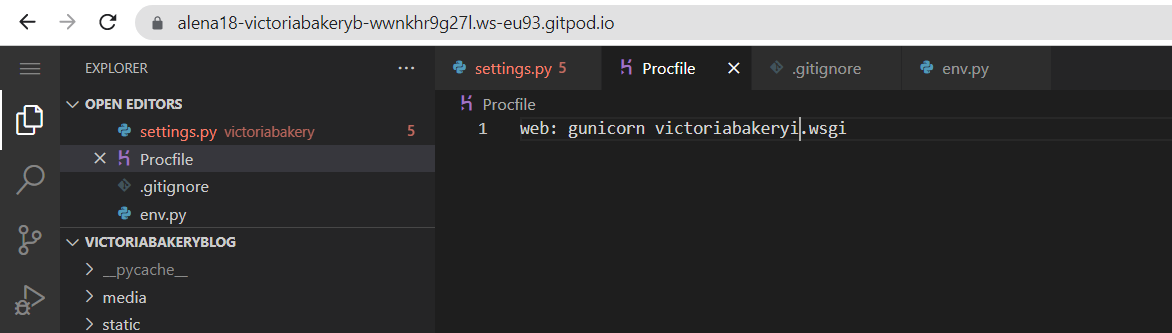 alena18-victoriabakeryb-wwnkhr9g27l.ws-eu93.gitpod.io
EXPLORER ...
settings.py 5 Procfile .gitignore env.py
OPEN EDITORS
settings.py victoriabakery 5
Procfile
.gitignore
env.py
VICTORIABAKERYBLOG
__pycache__
media
static
Procfile
1 web: gunicorn victoriabakeryi.wsgi